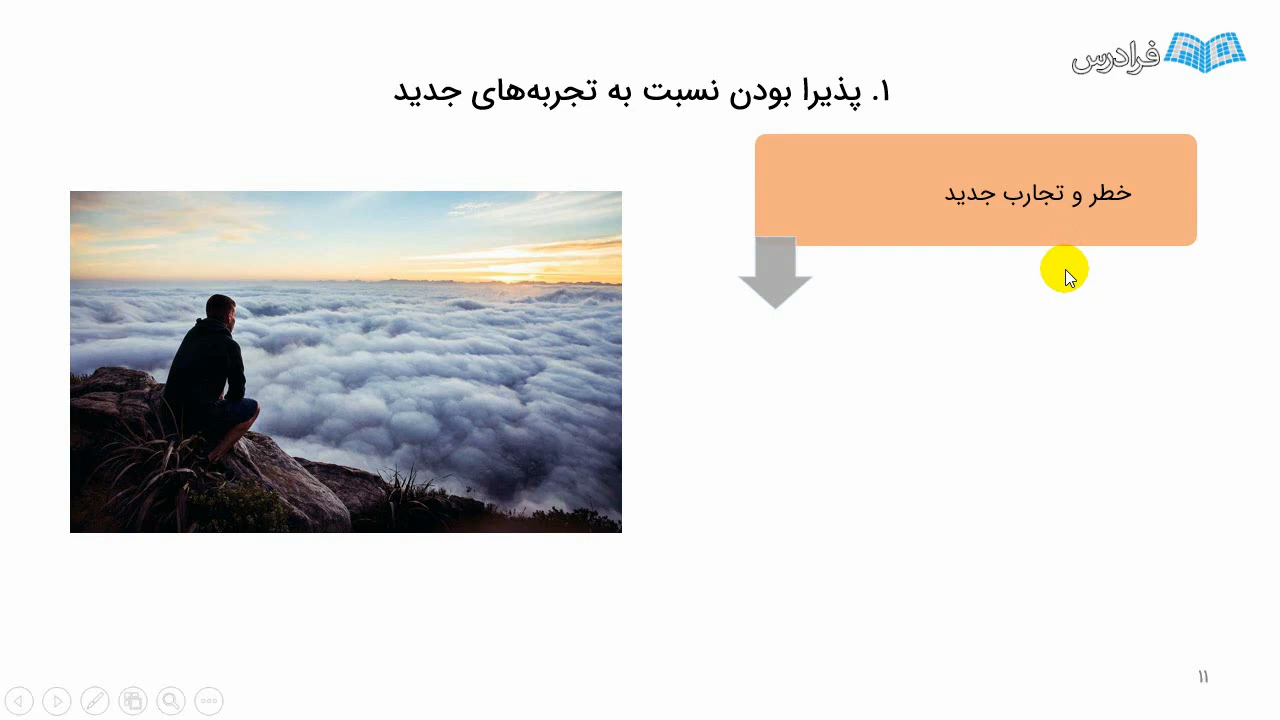 فرادرس
۱. پذیرا بودن نسبت به تجربه‌های جدید
خطر و تجارب جدید
۱۱